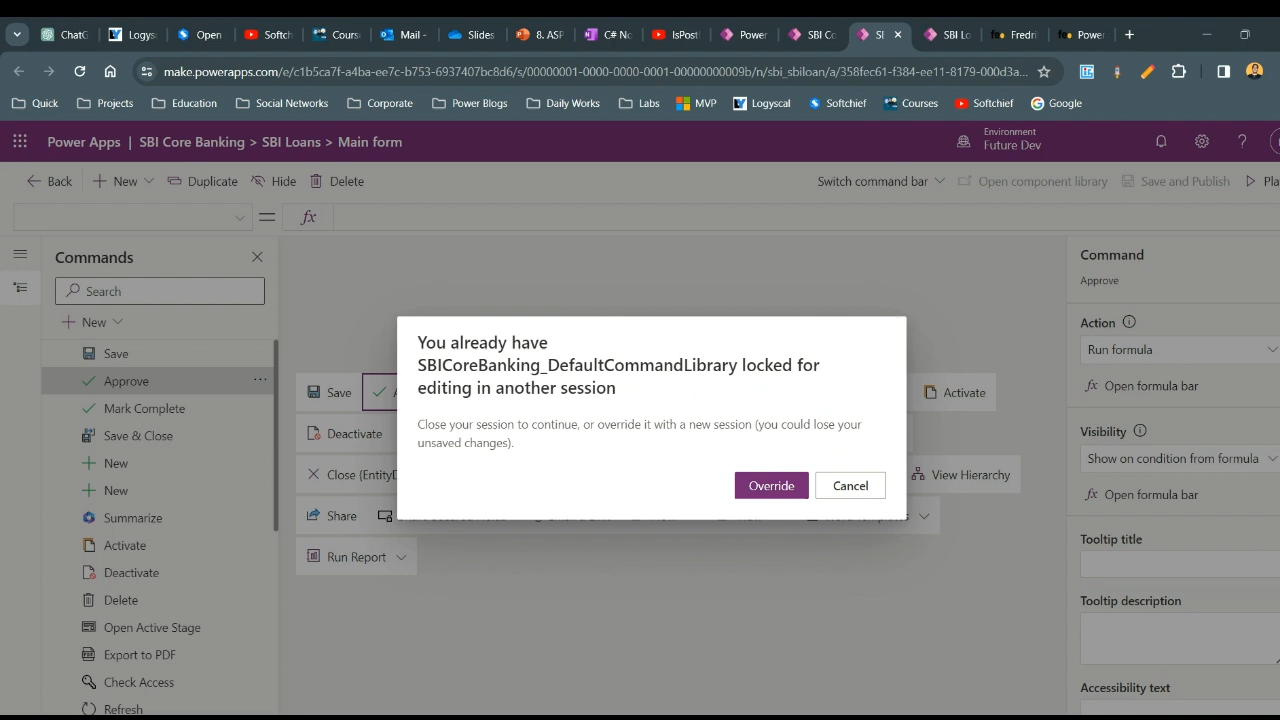 ChatG
Logys
Open
Softch
Cours
Mail -
Slides
8. ASP
C# No
IsPost
Power
SBI Co
SI
SBI Lo
Fredri
Power
make.powerapps.com/e/c1b5ca7f-a4ba-ee7c-b753-6937407bc8d6/s/00000001-0000-0000-0001-00000000009b/n/sbi_sbiloan/a/358fec61-f384-ee11-8179-000d3a...
Quick
Projects
Education
Social Networks
Corporate
Power Blogs
Daily Works
Labs
MVP
Logyscal
Softchief
Courses
Softchief
Google
Power Apps | SBI Core Banking > SBI Loans > Main form
Environment
Future Dev
Back
New
Duplicate
Hide
Delete
Switch command bar
Open component library
Save and Publish
Pla
= fx
Commands
Search
New
Save
Approve ...
Mark Complete
Save & Close
New
New
Summarize
Activate
Deactivate
Delete
Open Active Stage
Export to PDF
Check Access
Refresh
Save
Activate
Deactivate
Close {EntityD
View Hierarchy
Share
Run Report
You already have
SBICoreBanking_DefaultCommandLibrary locked for
editing in another session
Close your session to continue, or override it with a new session (you could lose your
unsaved changes).
Override
Cancel
Command
Approve
Action
Run formula
fx Open formula bar
Visibility
Show on condition from formula
fx Open formula bar
Tooltip title
Tooltip description
Accessibility text